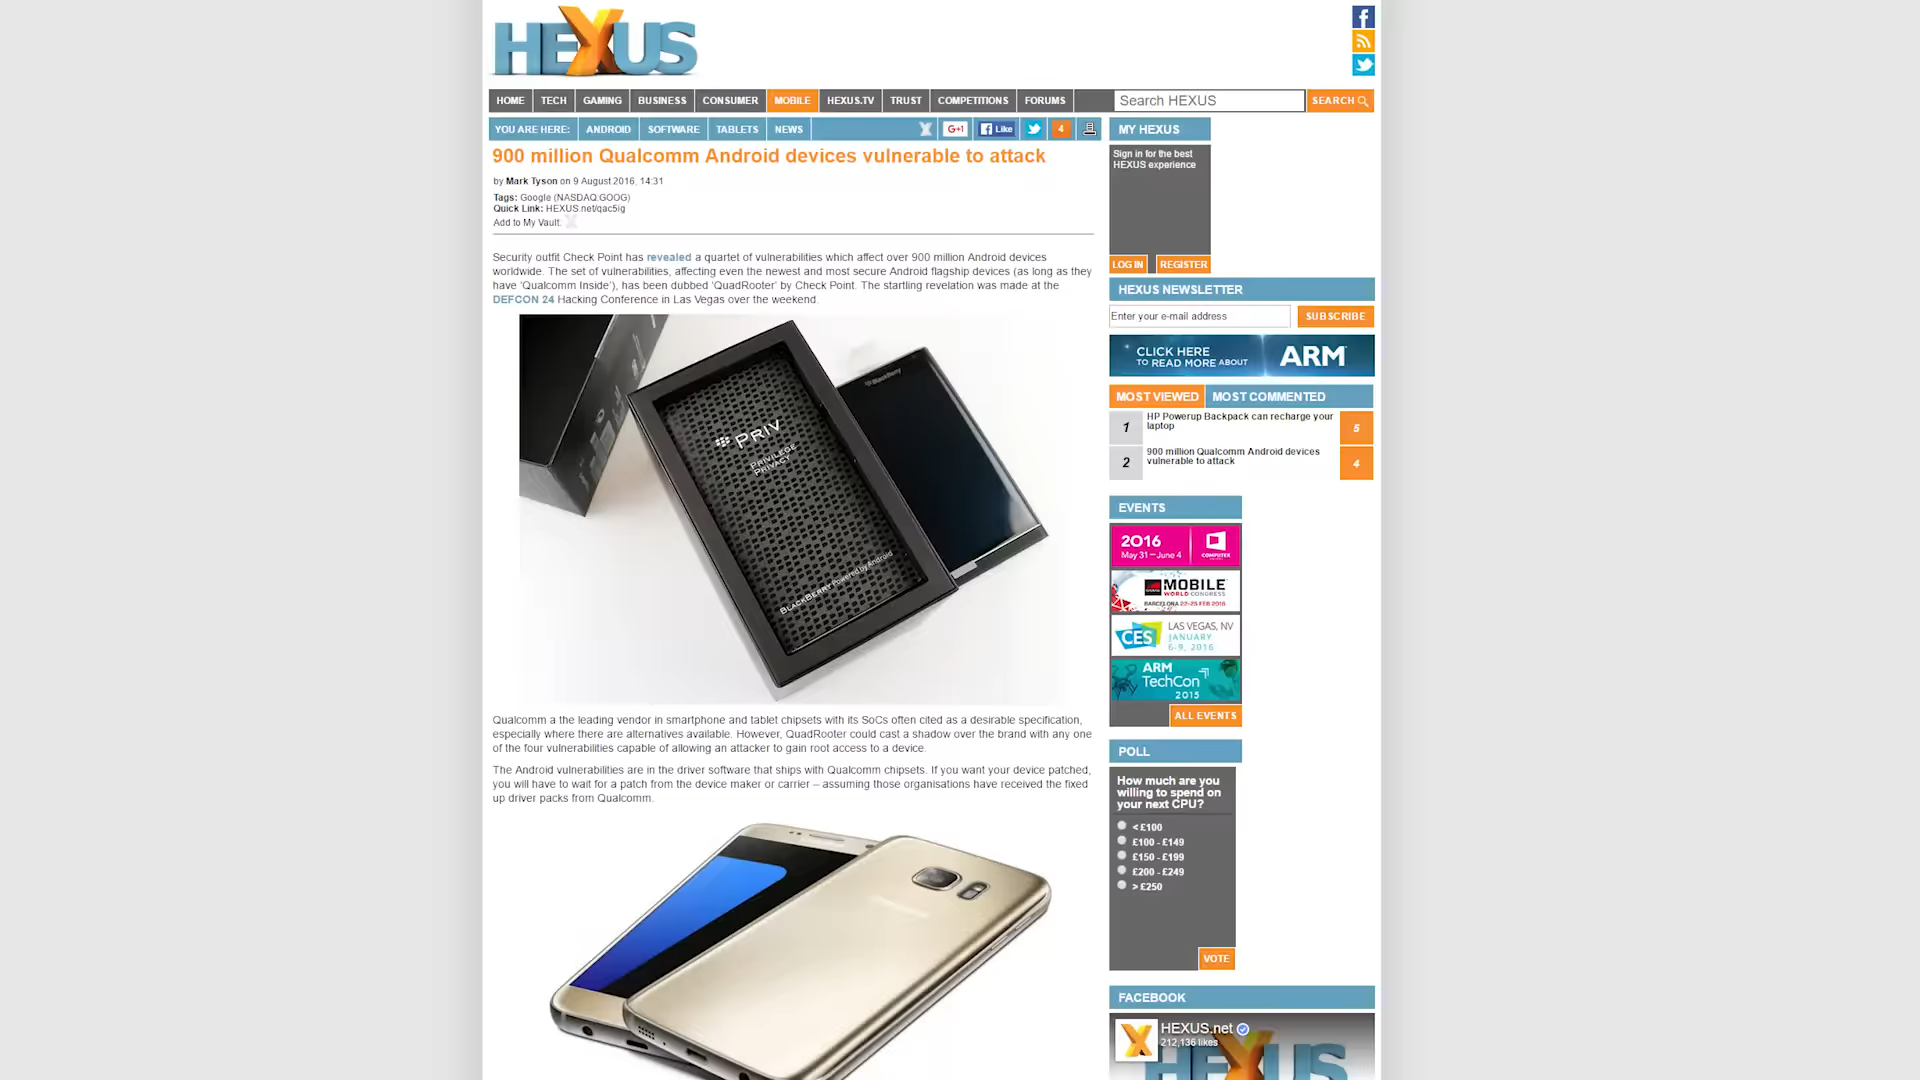 HEXUS
HOME TECH GAMING BUSINESS CONSUMER MOBILE HEXUS.TV TRUST COMPETITIONS FORUMS Search HEXUS SEARCH
YOU ARE HERE: ANDROID SOFTWARE TABLETS NEWS G+1 Like 4
900 million Qualcomm Android devices vulnerable to attack
by Mark Tyson on 9 August 2016, 14:31
Tags: Google (NASDAQ:GOOG)
Quick Link: HEXUS.net/qac5ig
Add to My Vault:
Security outfit Check Point has revealed a quartet of vulnerabilities which affect over 900 million Android devices
worldwide. The set of vulnerabilities, affecting even the newest and most secure Android flagship devices (as long as they
have ‘Qualcomm Inside’), has been dubbed ‘QuadRooter’ by Check Point. The startling revelation was made at the
DEFCON 24 Hacking Conference in Las Vegas over the weekend.
BlackBerry
PRIV
PRIVILEGE
PRIVACY
BLACKBERRY Powered by Android
Qualcomm a the leading vendor in smartphone and tablet chipsets with its SoCs often cited as a desirable specification,
especially where there are alternatives available. However, QuadRooter could cast a shadow over the brand with any one
of the four vulnerabilities capable of allowing an attacker to gain root access to a device.
The Android vulnerabilities are in the driver software that ships with Qualcomm chipsets. If you want your device patched,
you will have to wait for a patch from the device maker or carrier – assuming those organisations have received the fixed
up driver packs from Qualcomm.
MY HEXUS
Sign in for the best
HEXUS experience
LOG IN REGISTER
HEXUS NEWSLETTER
Enter your e-mail address SUBSCRIBE
CLICK HERE
TO READ MORE ABOUT ARM
MOST VIEWED MOST COMMENTED
1 HP Powerup Backpack can recharge your
laptop 5
2 900 million Qualcomm Android devices
vulnerable to attack 4
EVENTS
2016
May 31 – June 4 COMPUTEX
MOBILE
WORLD CONGRESS
BARCELONA 22-25 FEB 2016
CES LAS VEGAS, NV
JANUARY
6-9, 2016
ARM
TechCon
2015
ALL EVENTS
POLL
How much are you
willing to spend on
your next CPU?
< £100
£100 - £149
£150 - £199
£200 - £249
> £250
VOTE
FACEBOOK
HEXUS.net
212,136 likes
HEXUS